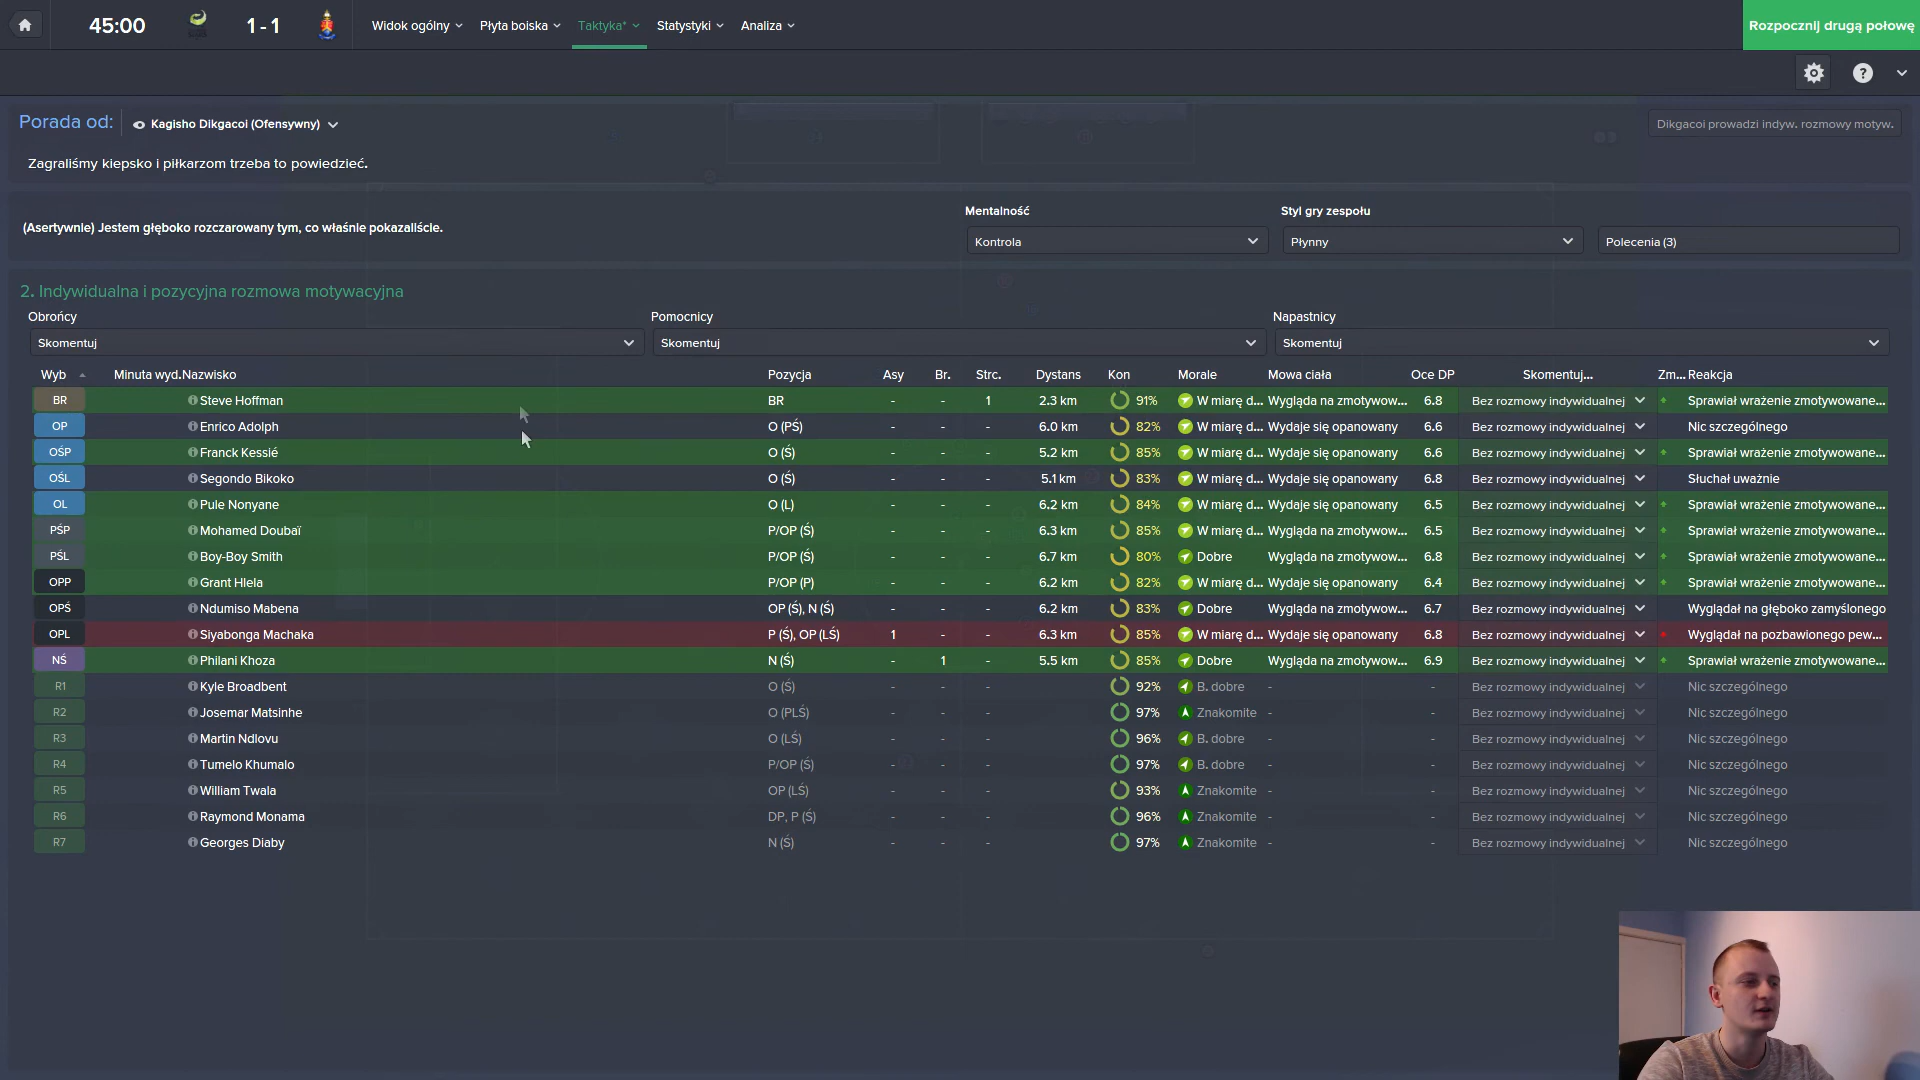 45:00 1 - 1 Widok ogólny Płyta boiska Taktyka* Statystyki Analiza Rozpocznij drugą połowę
Porada od: Kagisho Dikgacoi (Ofensywny) Dikgacoi prowadzi indyw. rozmowy motyw.
Zagraliśmy kiepsko i piłkarzom trzeba to powiedzieć.
Mentalność Styl gry zespołu
(Asertywnie) Jestem głęboko rozczarowany tym, co właśnie pokazaliście.
Kontrola Płynny Polecenia (3)
2. Indywidualna i pozycyjna rozmowa motywacyjna
Obrońcy Pomocnicy Napastnicy
Skomentuj Skomentuj Skomentuj
Wyb Minuta wyd. Nazwisko Pozycja Asy Br. Strc. Dystans Kon Morale Mowa ciała Oce DP Skomentuj... Zm... Reakcja
BR Steve Hoffman BR - - 1 2.3 km 91% W miarę d... Wygląda na zmotywow... 6.8 Bez rozmowy indywidualnej Sprawiał wrażenie zmotywowane...
OP Enrico Adolph O (PŚ) - - - 6.0 km 82% W miarę d... Wydaje się opanowany 6.6 Bez rozmowy indywidualnej Nic szczególnego
OŚP Franck Kessié O (Ś) - - - 5.2 km 85% W miarę d... Wydaje się opanowany 6.6 Bez rozmowy indywidualnej Sprawiał wrażenie zmotywowane...
OŚL Segondo Bikoko O (Ś) - - - 5.1 km 83% W miarę d... Wydaje się opanowany 6.8 Bez rozmowy indywidualnej Słuchał uważnie
OL Pule Nonyane O (L) - - - 6.2 km 84% W miarę d... Wydaje się opanowany 6.5 Bez rozmowy indywidualnej Sprawiał wrażenie zmotywowane...
PŚP Mohamed Doubaï P/OP (Ś) - - - 6.3 km 85% W miarę d... Wygląda na zmotywow... 6.5 Bez rozmowy indywidualnej Sprawiał wrażenie zmotywowane...
PŚL Boy-Boy Smith P/OP (Ś) - - - 6.7 km 80% Dobre Wygląda na zmotywow... 6.8 Bez rozmowy indywidualnej Sprawiał wrażenie zmotywowane...
OPP Grant Hlela P/OP (P) - - - 6.2 km 82% W miarę d... Wydaje się opanowany 6.4 Bez rozmowy indywidualnej Sprawiał wrażenie zmotywowane...
OPŚ Ndumiso Mabena OP (Ś), N (Ś) - - - 6.2 km 83% Dobre Wygląda na zmotywow... 6.7 Bez rozmowy indywidualnej Wyglądał na głęboko zamyślonego
OPL Siyabonga Machaka P (Ś), OP (LŚ) 1 - - 6.3 km 85% W miarę d... Wydaje się opanowany 6.8 Bez rozmowy indywidualnej Wyglądał na pozbawionego pew...
NŚ Philani Khoza N (Ś) - 1 - 5.5 km 85% Dobre Wygląda na zmotywow... 6.9 Bez rozmowy indywidualnej Sprawiał wrażenie zmotywowane...
R1 Kyle Broadbent O (Ś) - - - 92% B. dobre - - Bez rozmowy indywidualnej Nic szczególnego
R2 Josemar Matsinhe O (PLŚ) - - - 97% Znakomite - - Bez rozmowy indywidualnej Nic szczególnego
R3 Martin Ndlovu O (LŚ) - - - 96% B. dobre - - Bez rozmowy indywidualnej Nic szczególnego
R4 Tumelo Khumalo P/OP (Ś) - - - 97% B. dobre - - Bez rozmowy indywidualnej Nic szczególnego
R5 William Twala OP (LŚ) - - - 93% Znakomite - - Bez rozmowy indywidualnej Nic szczególnego
R6 Raymond Monama DP, P (Ś) - - - 96% Znakomite - - Bez rozmowy indywidualnej Nic szczególnego
R7 Georges Diaby N (Ś) - - - 97% Znakomite - - Bez rozmowy indywidualnej Nic szczególnego